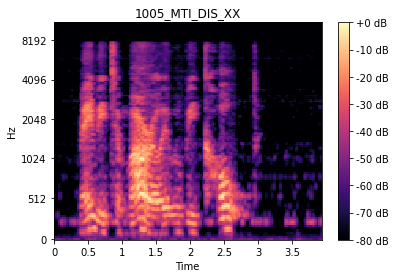 1005_MTI_DIS_XX
8192
4096
2048
1024
512
0
Hz
0 0.5 1 1.5 2 2.5 3 3.5
Time
+0 dB
-10 dB
-20 dB
-30 dB
-40 dB
-50 dB
-60 dB
-70 dB
-80 dB